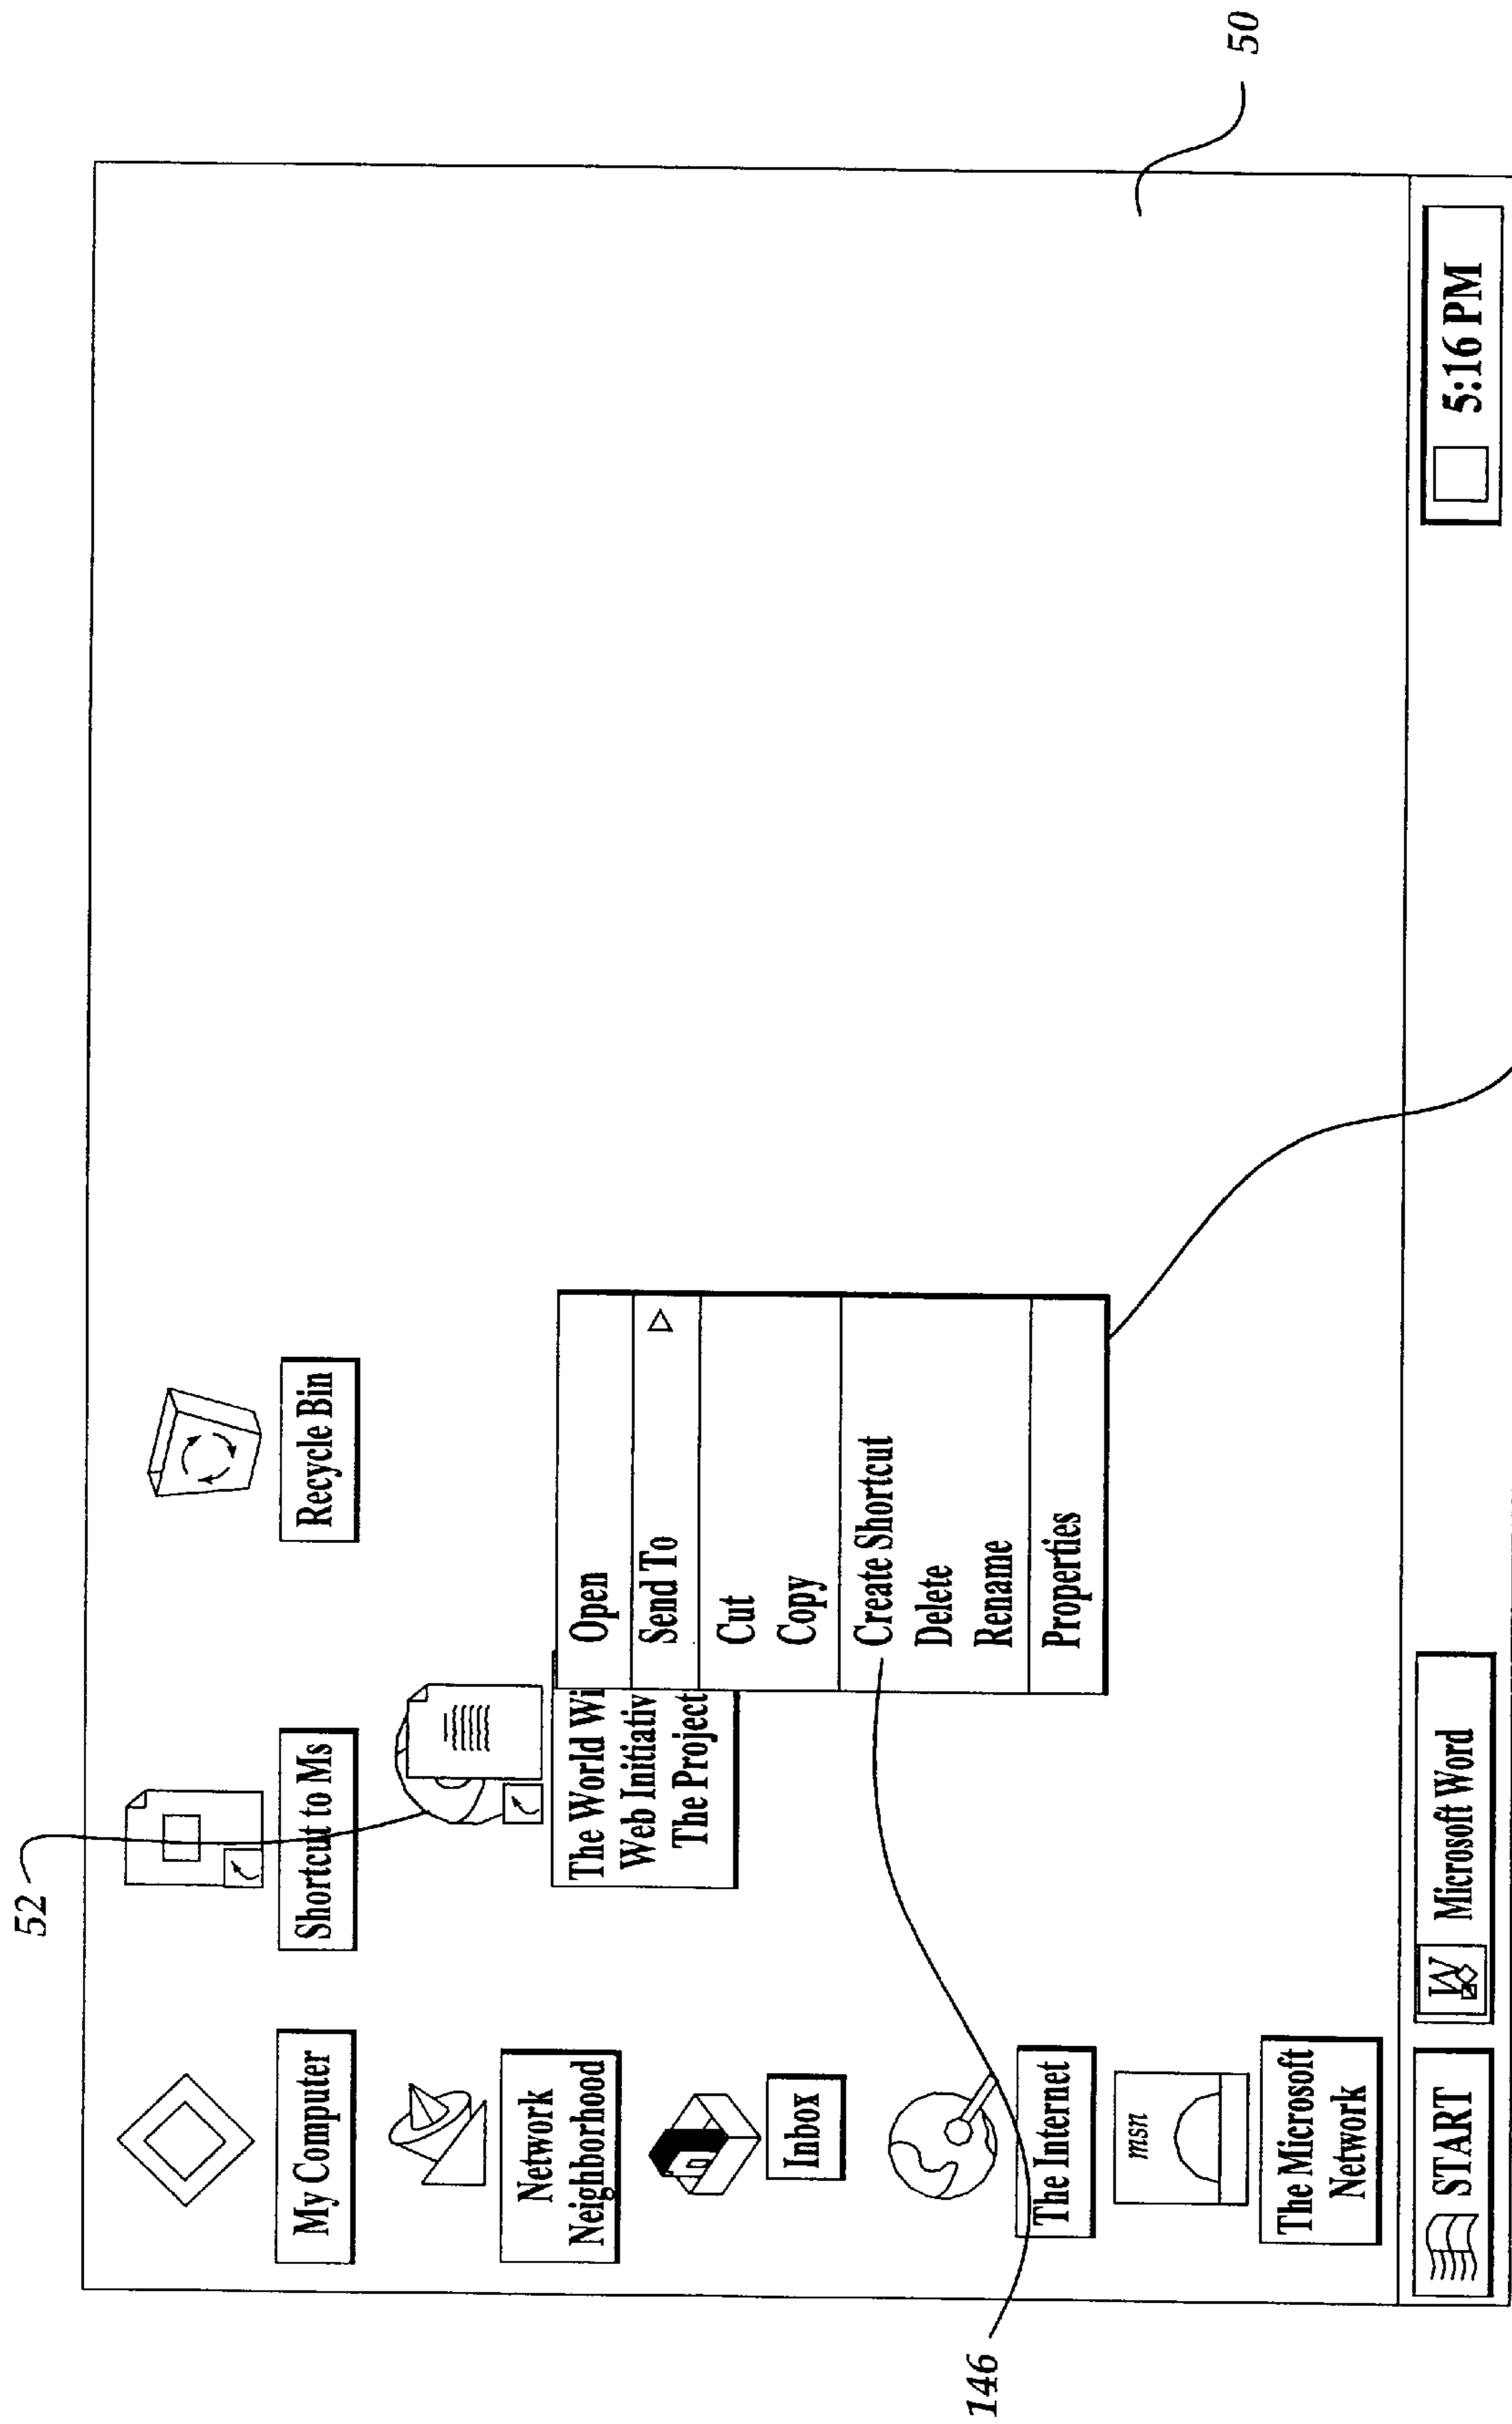 52
50
146
My Computer
Shortcut to Ms
Recycle Bin
Network
Neighborhood
The World Wi
Web Initiativ
The Project
Open
Send To
Cut
Copy
Create Shortcut
Delete
Rename
Properties
Inbox
The Internet
msn
The Microsoft
Network
START
W
Microsoft Word
5:16 PM